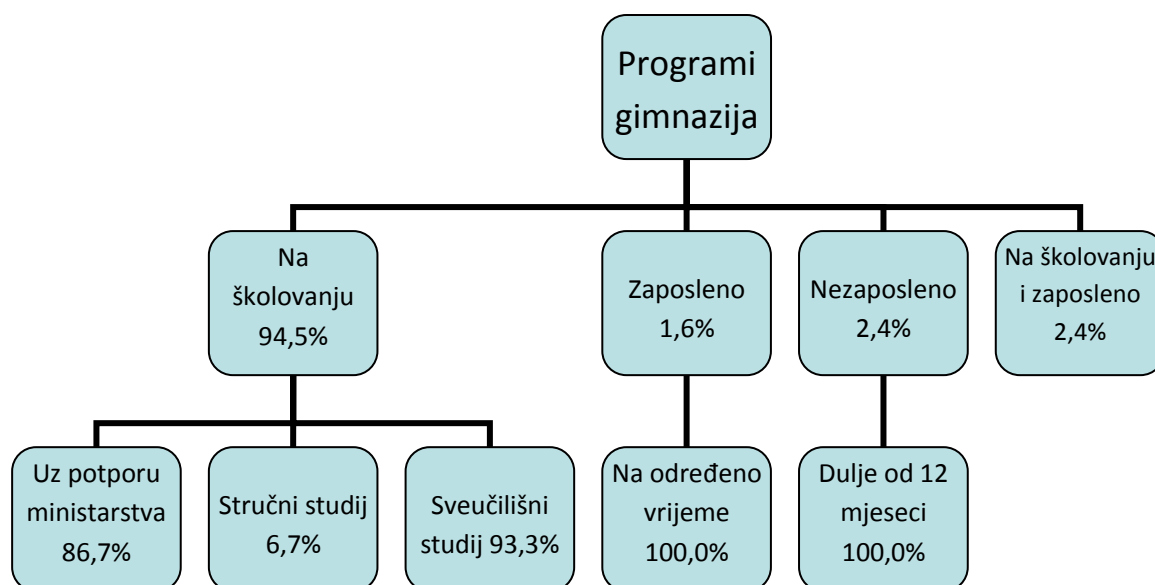 Programi
gimnazija
Na
školovanju
94,5%
Zaposleno
1,6%
Nezaposleno
2,4%
Na školovanju
i zaposleno
2,4%
Uz potporu
ministarstva
86,7%
Stručni studij
6,7%
Sveučilišni
studij 93,3%
Na određeno
vrijeme
100,0%
Dulje od 12
mjeseci
100,0%